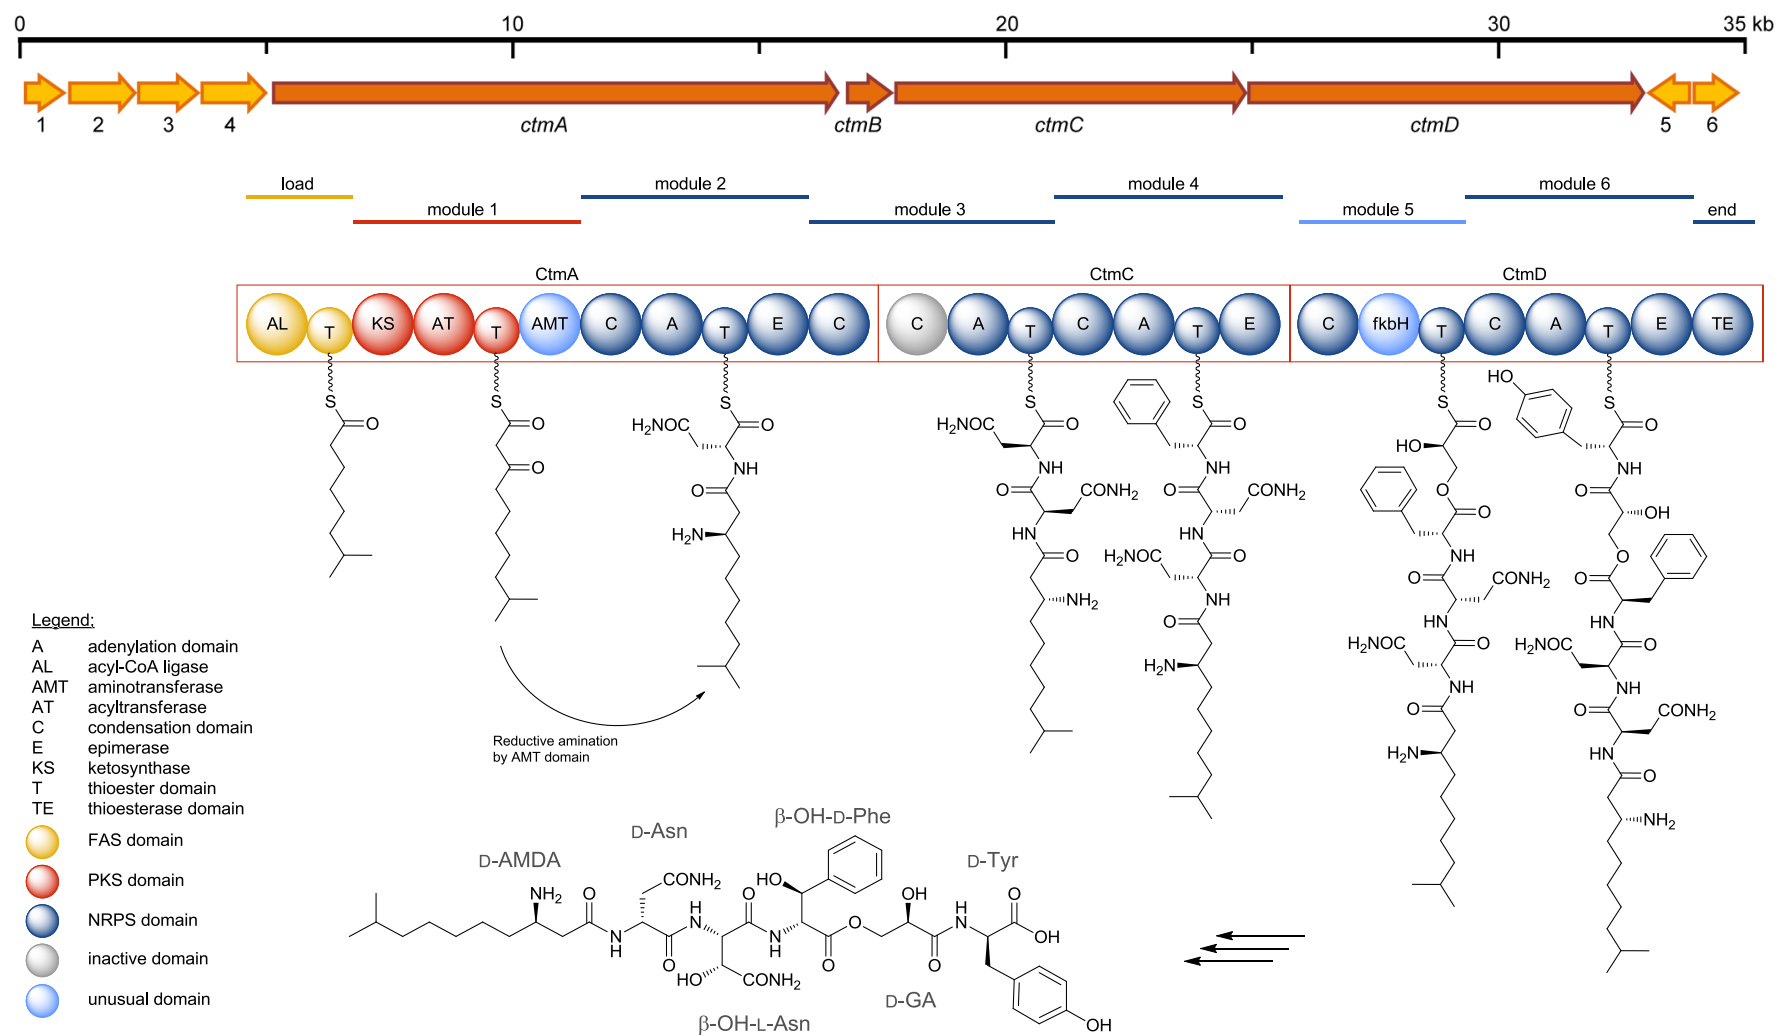 0 10 20 30 35 kb
1 2 3 4 ctmA ctmB ctmC ctmD 5 6
load module 2 module 4 module 6
module 1 module 3 module 5 end
CtmA CtmC CtmD
AL T KS AT T AMT C A T E C C A T C A T E C fkbH T C A T E TE
S S S S S S S
O O H₂NOC O H₂NOC O O HO O HO O
O NH O NH CONH₂ NH O CONH₂ O O NH O OH
H₂N HN O NH₂ H₂NOC NH O O NH O CONH₂ O O HN O
H₂N H₂NOC HN O NH O H₂N H₂NOC NH O CONH₂ HN O NH₂
Reductive amination
by AMT domain
Legend:
A adenylation domain
AL acyl-CoA ligase
AMT aminotransferase
AT acyltransferase
C condensation domain
E epimerase
KS ketosynthase
T thioester domain
TE thioesterase domain
FAS domain
PKS domain
NRPS domain
inactive domain
unusual domain
β-OH-D-Phe
D-Asn
D-AMDA D-Tyr
NH₂ O CONH₂ H N O HO O OH H N O OH
N H O HO CONH₂ N H O O O
D-GA
OH
β-OH-L-Asn